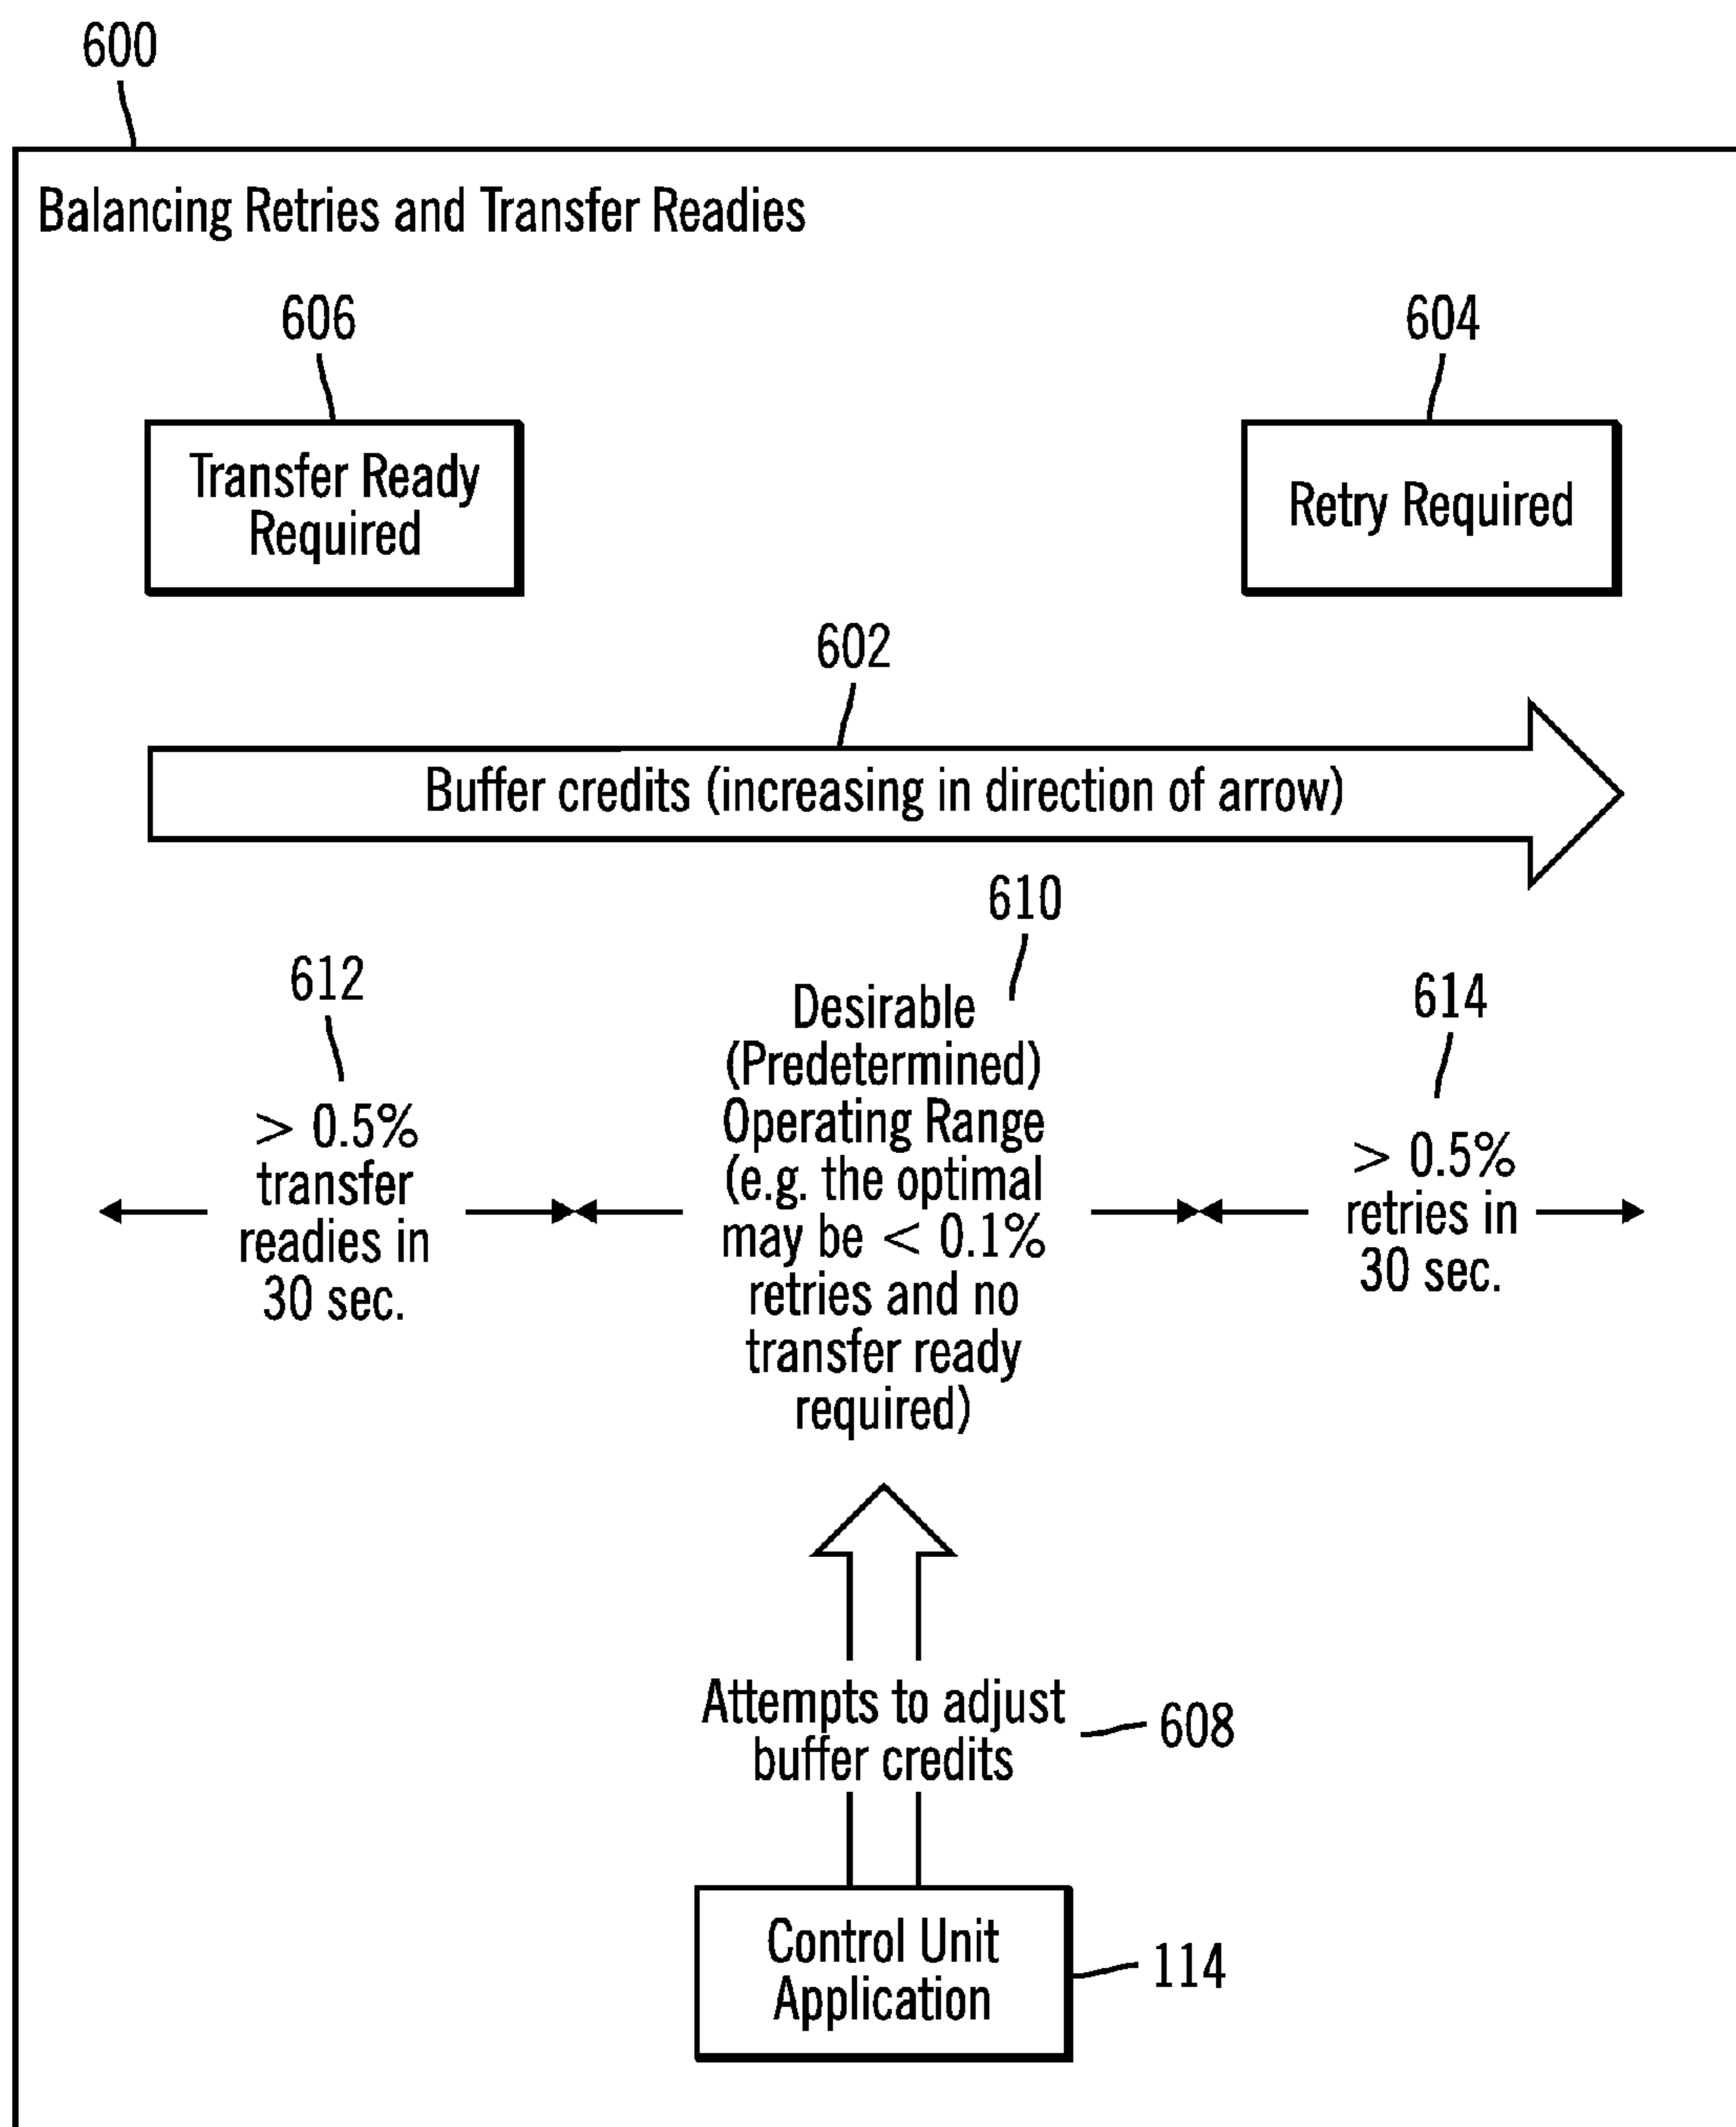 600
Balancing Retries and Transfer Readies
606
604
Transfer Ready
Required
Retry Required
602
Buffer credits (increasing in direction of arrow)
612
> 0.5%
transfer
readies in
30 sec.
610
Desirable
(Predetermined)
Operating Range
(e.g. the optimal
may be < 0.1%
retries and no
transfer ready
required)
614
> 0.5%
retries in
30 sec.
Attempts to adjust
buffer credits
608
Control Unit
Application
114